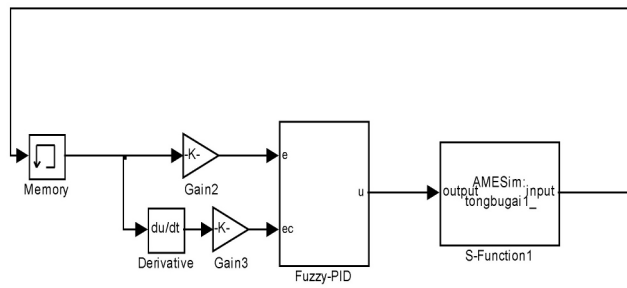 Memory
-K-
Gain2
du/dt
Derivative
-K-
Gain3
e
ec
u
Fuzzy-PID
AMESim:
output
input
tongbugai1_
S-Function1